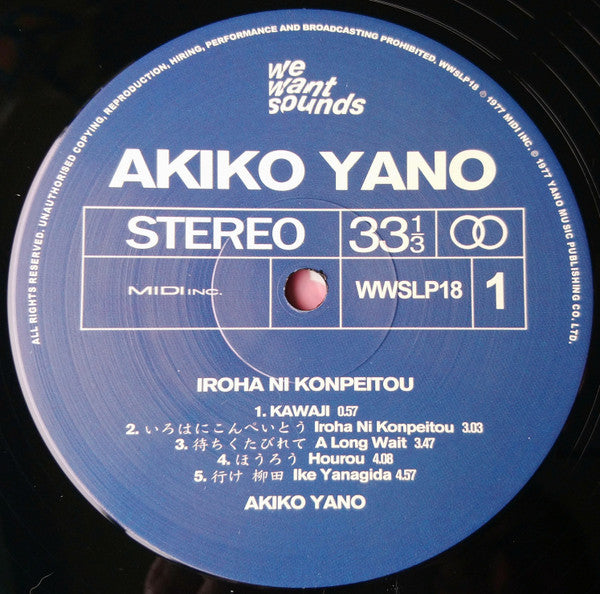 ALL RIGHTS RESERVED. UNAUTHORISED COPYING, REPRODUCTION, HIRING, PERFORMANCE AND BROADCASTING PROHIBITED. WWSLP18 ℗ 1977 MIDI INC. © 1977 YANO MUSIC PUBLISHING CO., LTD.
we
want
sounds
AKIKO YANO
STEREO 33 1/3
MIDI INC. WWSLP18 1
IROHA NI KONPEITOU
1. KAWAJI 0.57
2. いろはにこんぺいとう Iroha Ni Konpeitou 3.03
3. 待ちくたびれて A Long Wait 3.47
4. ほうろう Hourou 4.08
5. 行け 柳田 Ike Yanagida 4.57
AKIKO YANO